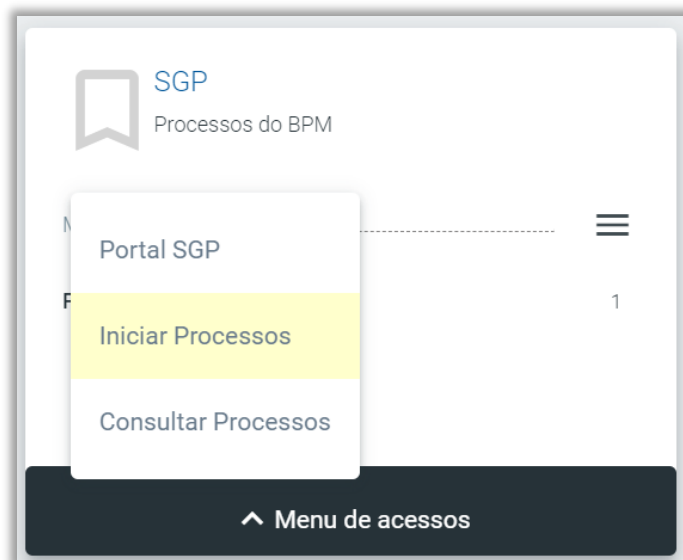 SGP
Processos do BPM
Portal SGP
1
Iniciar Processos
Consultar Processos
Menu de acessos